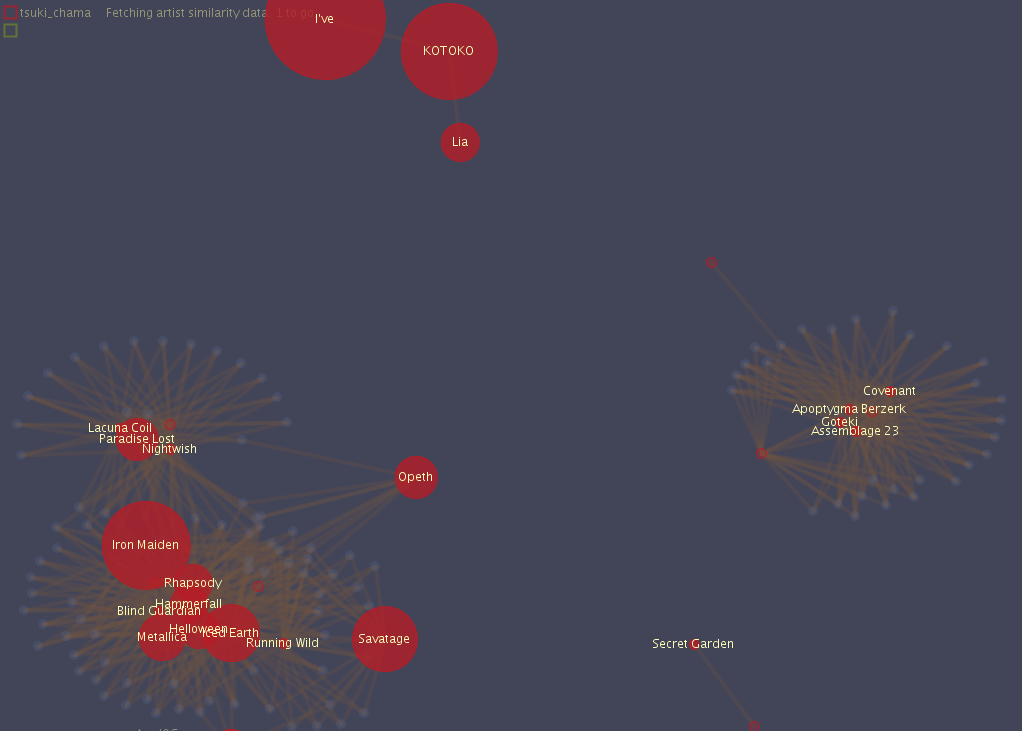 tsuki_chama Fetching artist similarity data. 1 to go.
I've
KOTOKO
Lia
Covenant
Apoptygma Berzerk
Goteki
Assemblage 23
Lacuna Coil
Paradise Lost
Nightwish
Opeth
Iron Maiden
Rhapsody
Hammerfall
Blind Guardian
Helloween
Iced Earth
Metallica
Running Wild
Savatage
Secret Garden